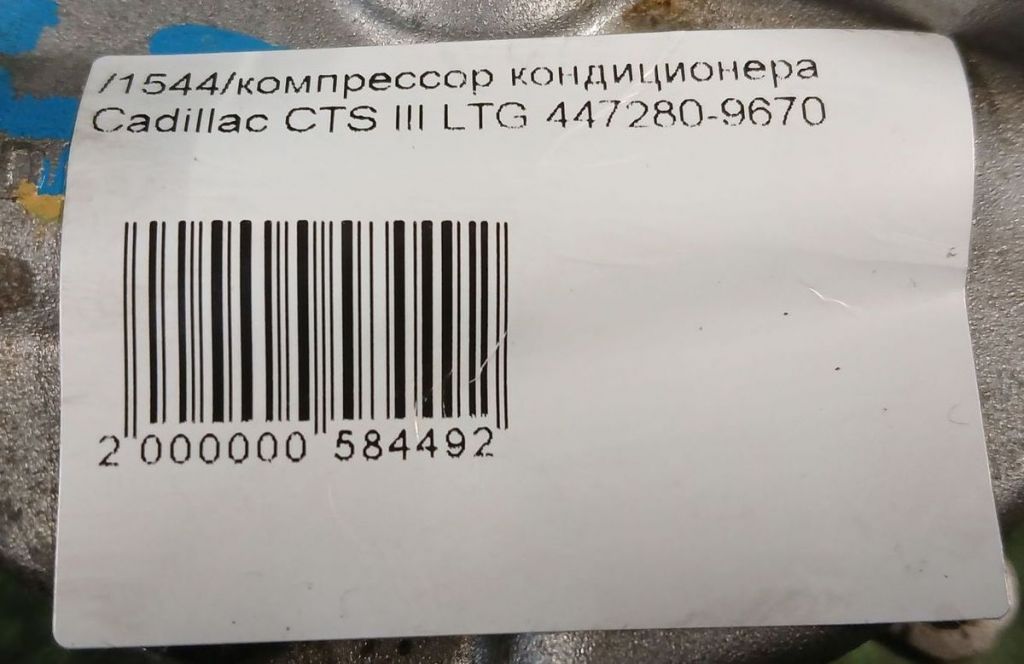 /1544/компрессор кондиционера
Cadillac CTS III LTG 447280-9670
2 000000 584492